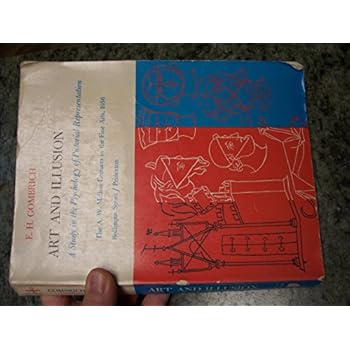 E. H. GOMBRICH
ART AND ILLUSION
A Study in the Psychology of Pictorial Representation
The A. W. Mellon Lectures in the Fine Arts, 1956
Bollingen Series / Princeton
GOMBRICH
ART AND ILLUSION